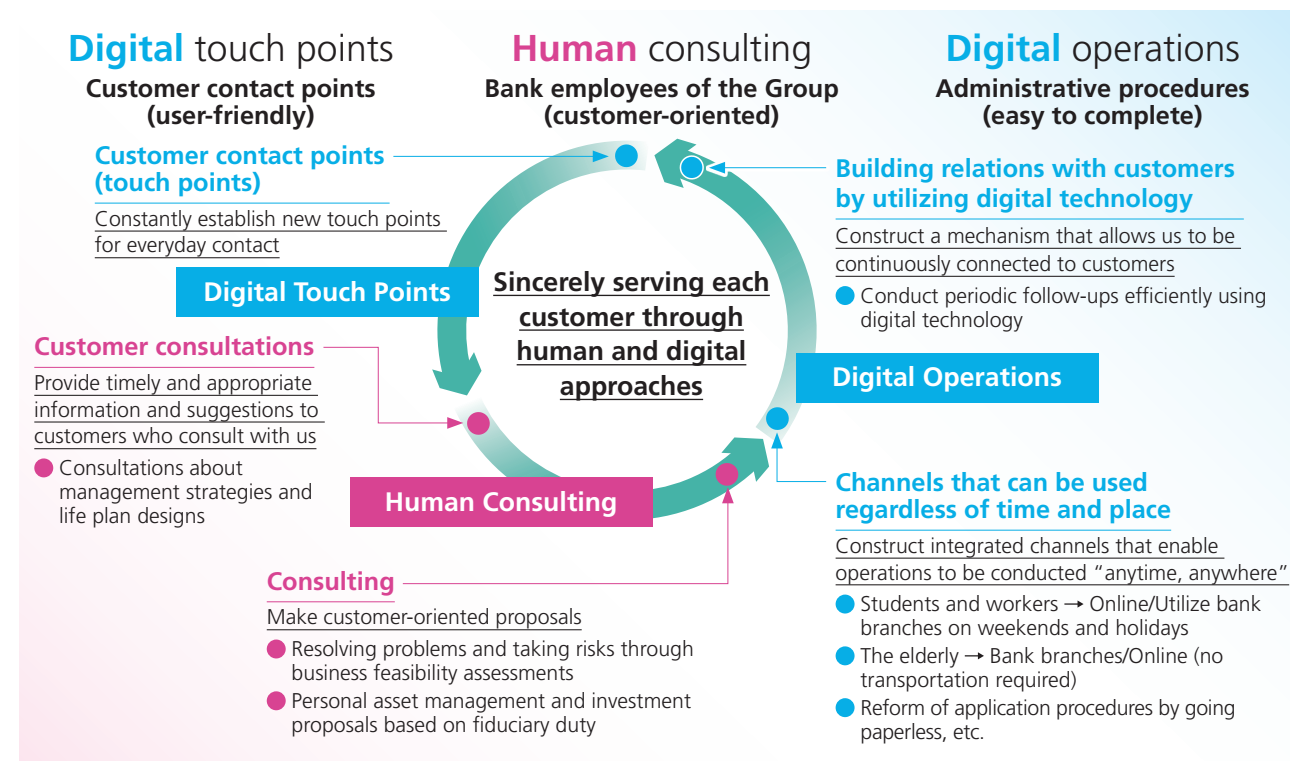 Digital touch points
Customer contact points
(user-friendly)
Human consulting
Bank employees of the Group
(customer-oriented)
Digital operations
Administrative procedures
(easy to complete)
Customer contact points
(touch points)
Constantly establish new touch points
for everyday contact
Digital Touch Points
Customer consultations
Provide timely and appropriate
information and suggestions to
customers who consult with us
Consultations about
management strategies and
life plan designs
Sincerely serving each
customer through
human and digital
approaches
Human Consulting
Consulting
Make customer-oriented proposals
Resolving problems and taking risks through
business feasibility assessments
Personal asset management and investment
proposals based on fiduciary duty
Building relations with customers
by utilizing digital technology
Construct a mechanism that allows us to be
continuously connected to customers
Conduct periodic follow-ups efficiently using
digital technology
Digital Operations
Channels that can be used
regardless of time and place
Construct integrated channels that enable
operations to be conducted “anytime, anywhere”
Students and workers → Online/Utilize bank
branches on weekends and holidays
The elderly → Bank branches/Online (no
transportation required)
Reform of application procedures by going
paperless, etc.